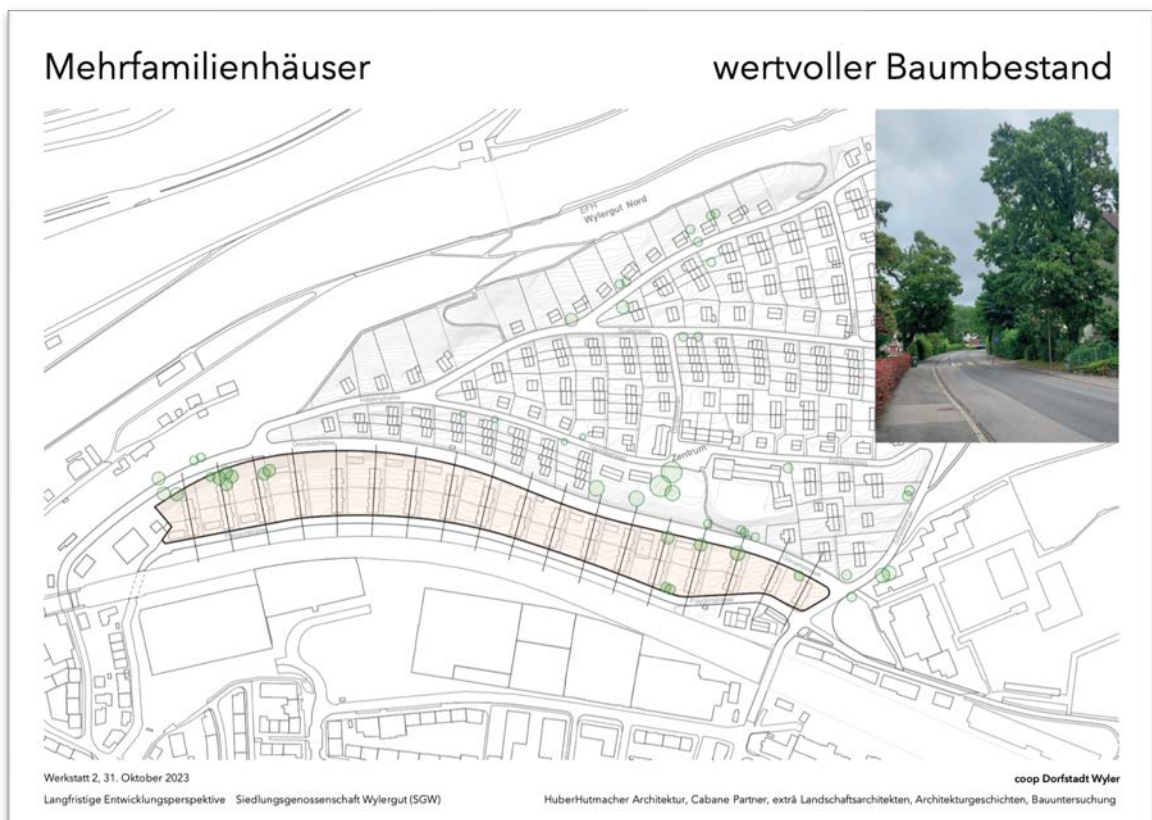 Mehrfamilienhäuser
wertvoller Baumbestand
EFH
Wylergut Nord
Zentrum
Werkstatt 2, 31. Oktober 2023
coop Dorfstadt Wyler
Langfristige Entwicklungsperspektive Siedlungsgenossenschaft Wylergut (SGW)
HuberHutmacher Architektur, Cabane Partner, extrā Landschaftsarchitekten, Architekturgeschichten, Bauuntersuchung